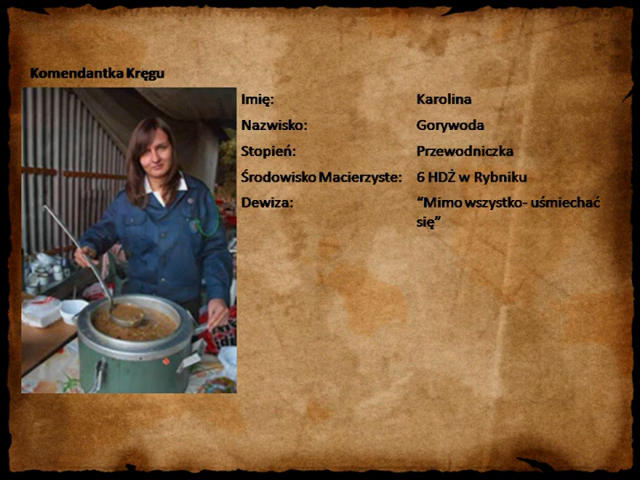 Komendantka Kręgu
Imię: Karolina
Nazwisko: Gorywoda
Stopień: Przewodniczka
Środowisko Macierzyste: 6 HDŻ w Rybniku
Dewiza: “Mimo wszystko- uśmiechać
się”